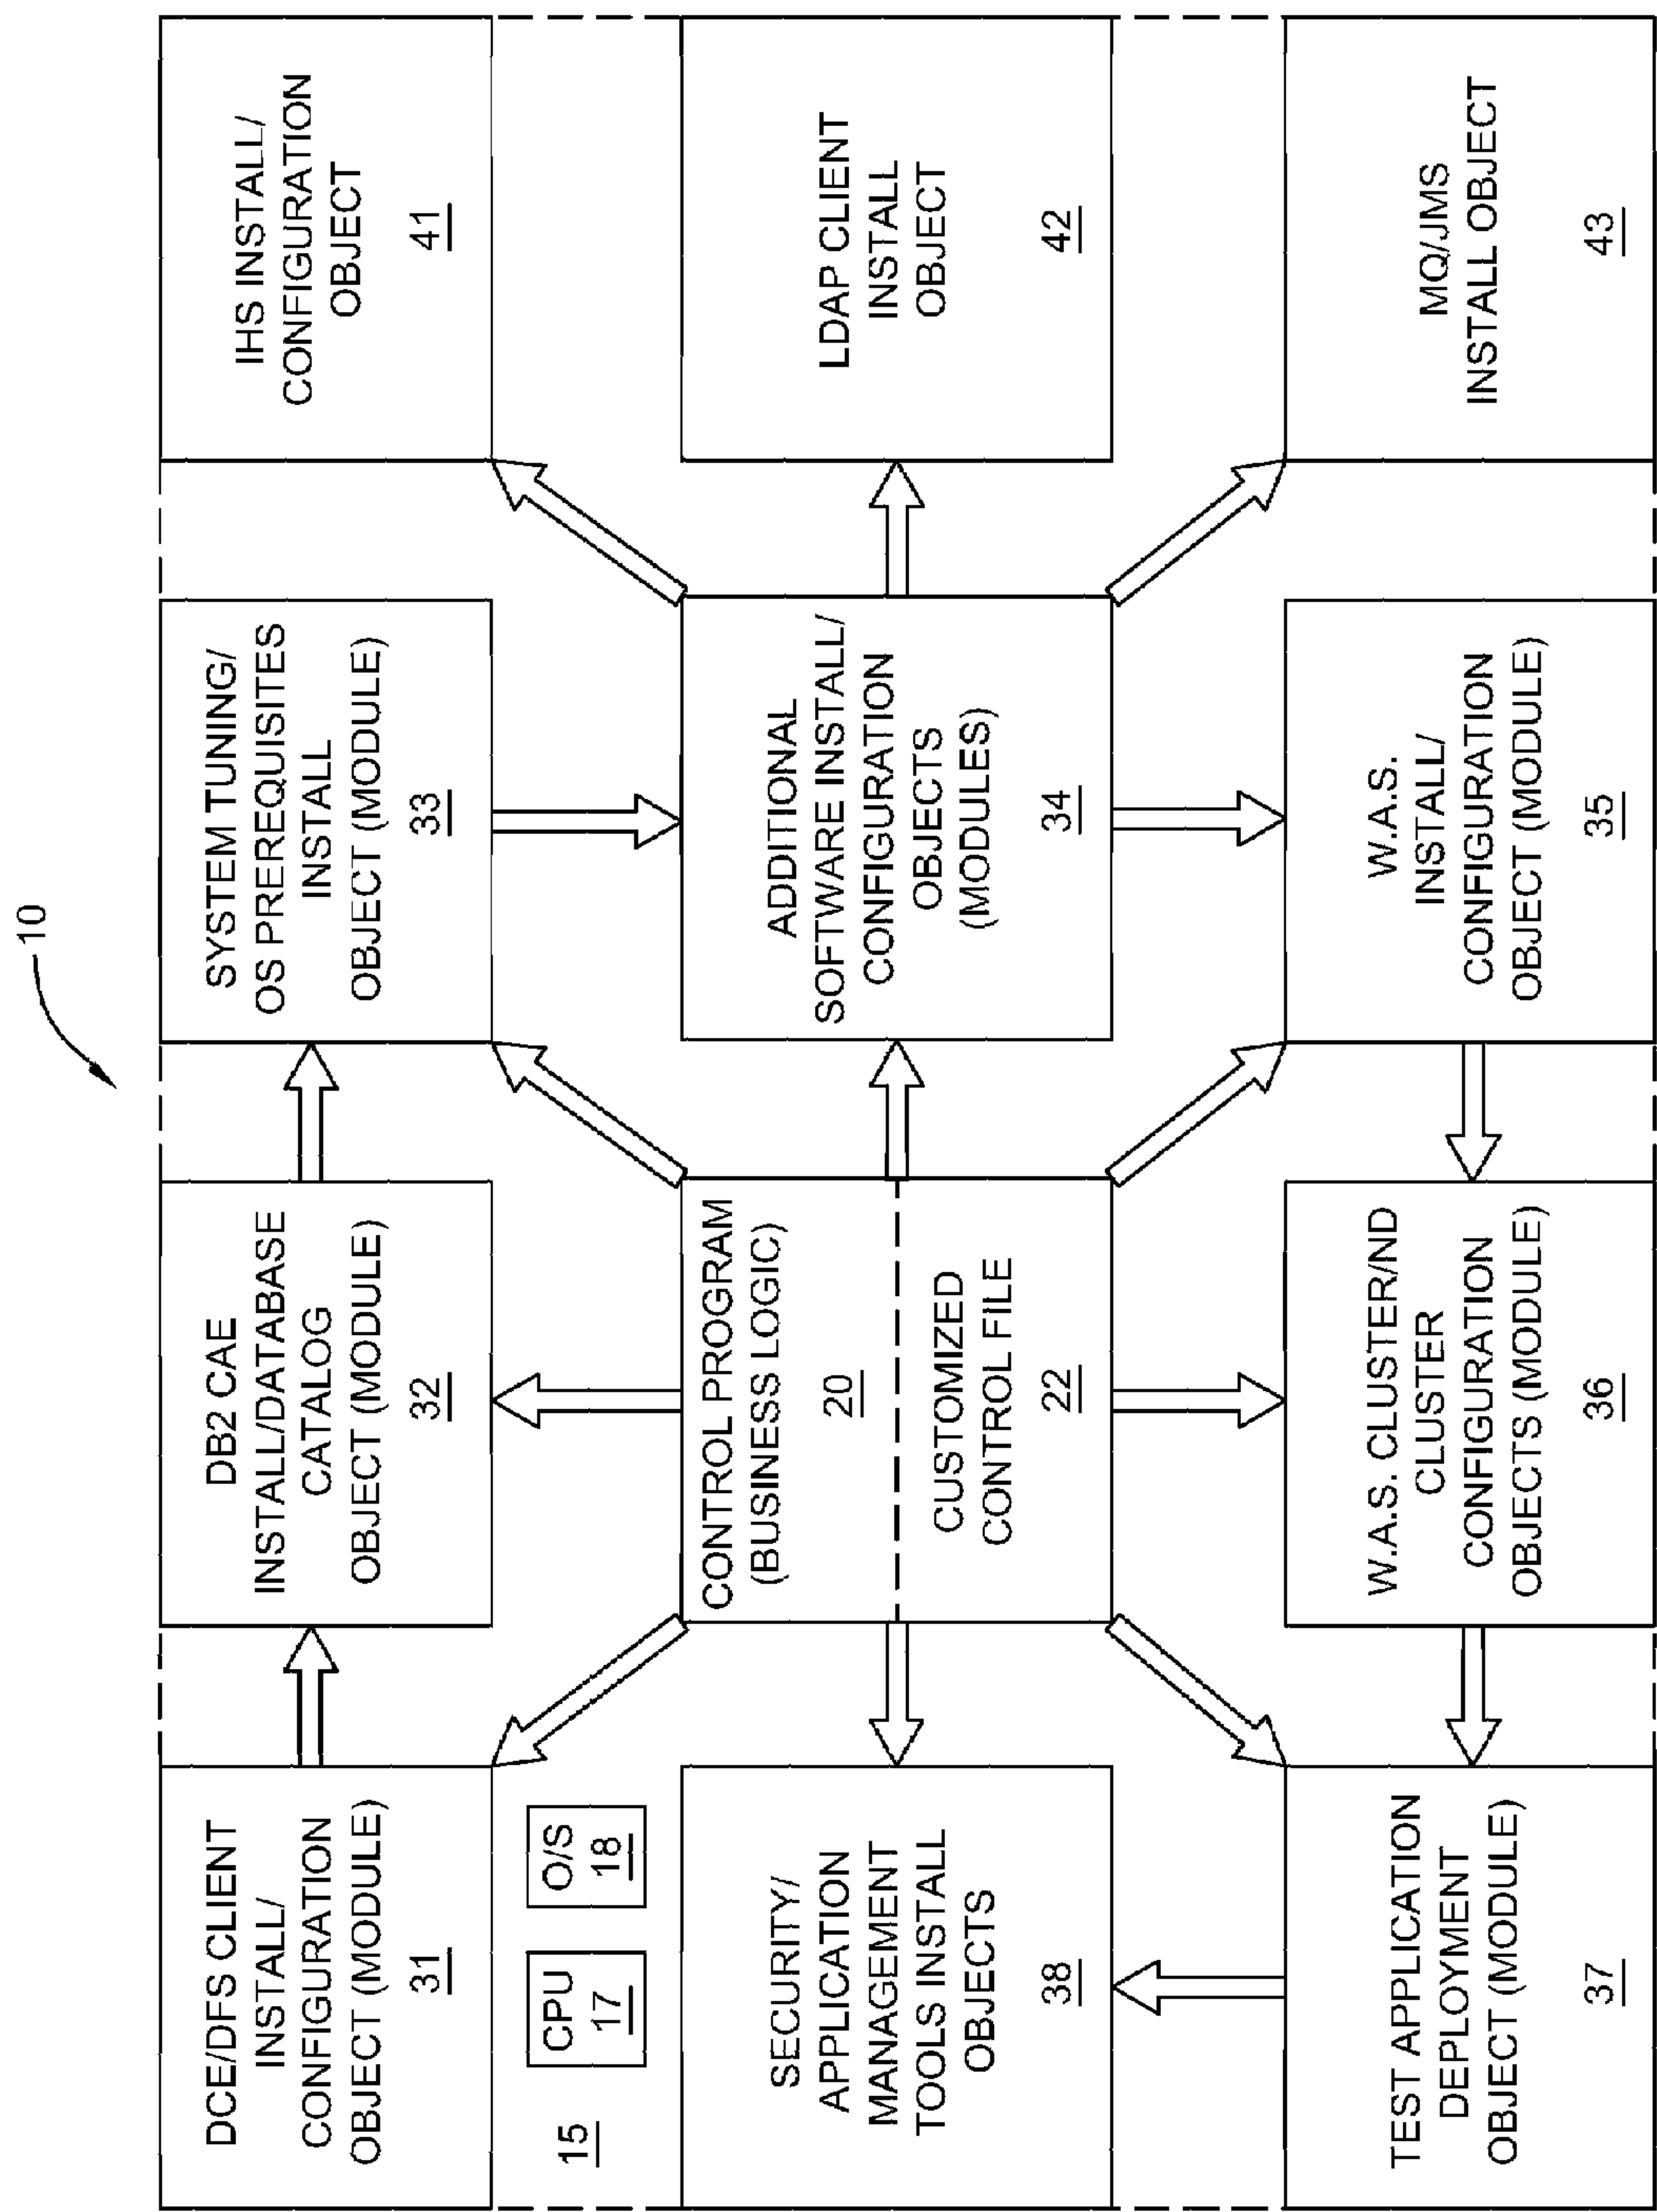 10
DCE/DFS CLIENT
INSTALL/
CONFIGURATION
OBJECT (MODULE)
31
DB2 CAE
INSTALL/DATABASE
CATALOG
OBJECT (MODULE)
32
SYSTEM TUNING/
OS PREREQUISITES
INSTALL
OBJECT (MODULE)
33
IHS INSTALL/
CONFIGURATION
OBJECT
41
15
CPU
17
O/S
18
SECURITY/
APPLICATION
MANAGEMENT
TOOLS INSTALL
OBJECTS
38
CONTROL PROGRAM
(BUSINESS LOGIC)
20
CUSTOMIZED
CONTROL FILE
22
ADDITIONAL
SOFTWARE INSTALL/
CONFIGURATION
OBJECTS
(MODULES)
34
LDAP CLIENT
INSTALL
OBJECT
42
TEST APPLICATION
DEPLOYMENT
OBJECT (MODULE)
37
W.A.S. CLUSTER/ND
CLUSTER
CONFIGURATION
OBJECTS (MODULE)
36
W.A.S.
INSTALL/
CONFIGURATION
OBJECT (MODULE)
35
MQ/JMS
INSTALL OBJECT
43